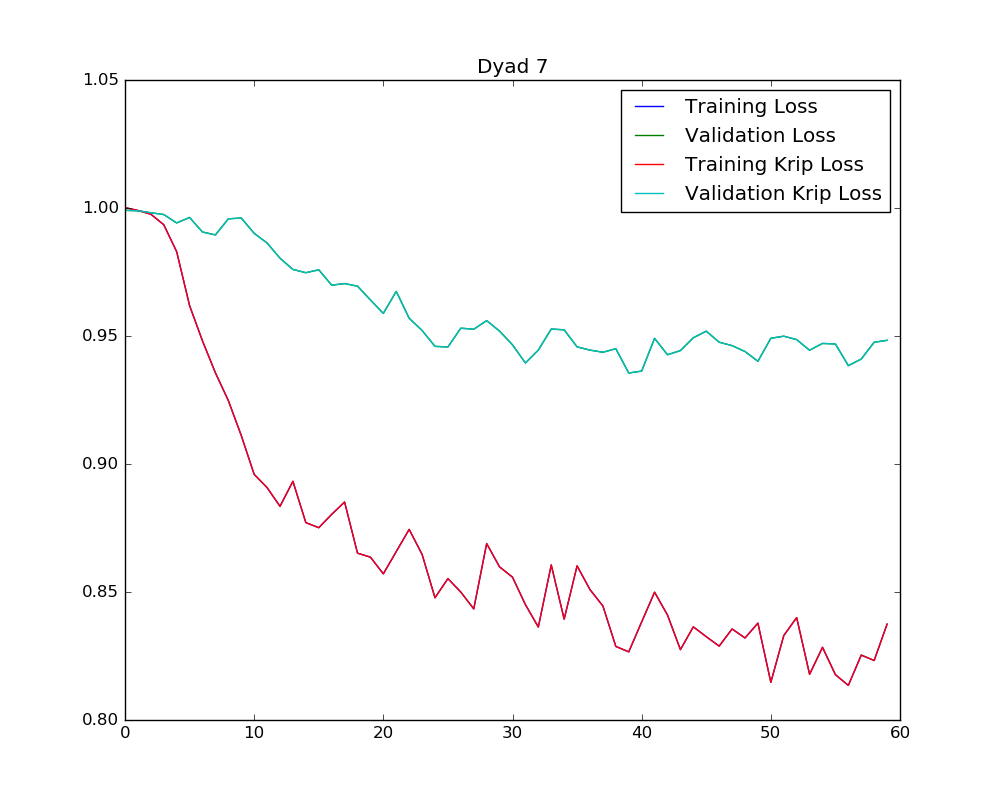 Dyad 7
1.05
1.00
0.95
0.90
0.85
0.80
Training Loss
Validation Loss
Training Krip Loss
Validation Krip Loss
0 10 20 30 40 50 60